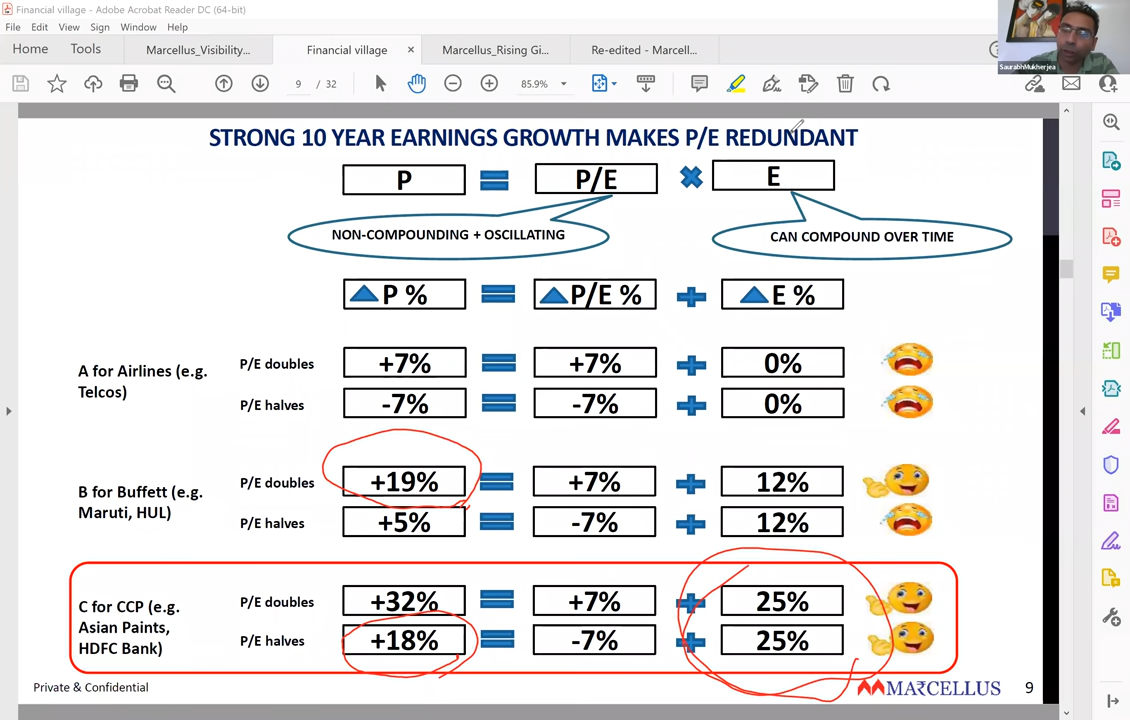 Financial village - Adobe Acrobat Reader DC (64-bit)
File Edit View Sign Window Help
Home Tools Marcellus_Visibility... Financial village × Marcellus_Rising Gi... Re-edited - Marcell...
SaurabhMukherjea
9 / 32 85.9%
STRONG 10 YEAR EARNINGS GROWTH MAKES P/E REDUNDANT
P = P/E × E
NON-COMPOUNDING + OSCILLATING
CAN COMPOUND OVER TIME
▲P % = ▲P/E % + ▲E %
A for Airlines (e.g.
Telcos)
P/E doubles +7% = +7% + 0%
P/E halves -7% = -7% + 0%
B for Buffett (e.g.
Maruti, HUL)
P/E doubles +19% = +7% + 12%
P/E halves +5% = -7% + 12%
C for CCP (e.g.
Asian Paints,
HDFC Bank)
P/E doubles +32% = +7% + 25%
P/E halves +18% = -7% + 25%
Private & Confidential
MARCELLUS 9